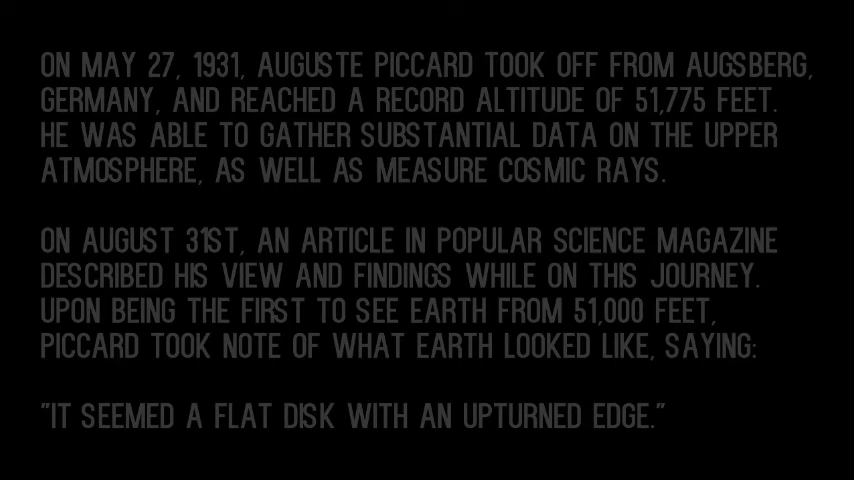 ON MAY 27, 1931, AUGUSTE PICCARD TOOK OFF FROM AUGSBERG,
GERMANY, AND REACHED A RECORD ALTITUDE OF 51,775 FEET.
HE WAS ABLE TO GATHER SUBSTANTIAL DATA ON THE UPPER
ATMOSPHERE, AS WELL AS MEASURE COSMIC RAYS.
ON AUGUST 31ST, AN ARTICLE IN POPULAR SCIENCE MAGAZINE
DESCRIBED HIS VIEW AND FINDINGS WHILE ON THIS JOURNEY.
UPON BEING THE FIRST TO SEE EARTH FROM 51,000 FEET,
PICCARD TOOK NOTE OF WHAT EARTH LOOKED LIKE, SAYING:
"IT SEEMED A FLAT DISK WITH AN UPTURNED EDGE."